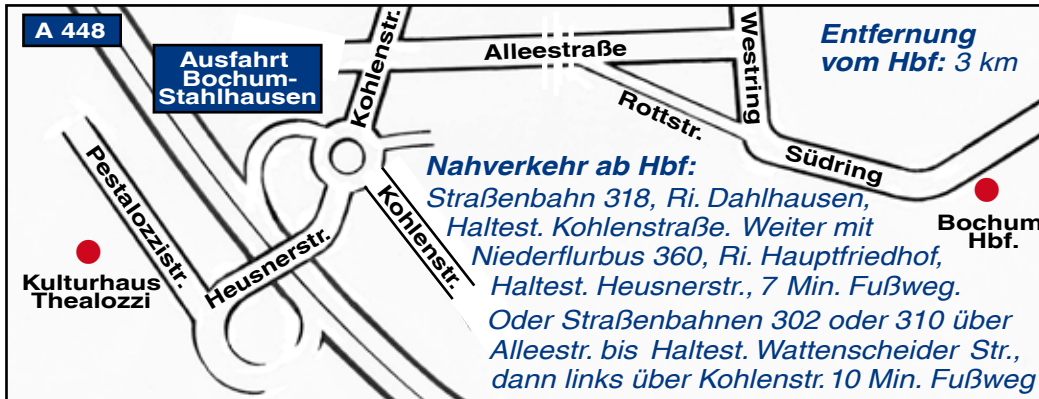 A 448
Ausfahrt
Bochum-
Stahlhausen
Kohlenstr.
Alleestraße
Westring
Entfernung
vom Hbf: 3 km
Rottstr.
Südring
Pestalozzistr.
Heusnerstr.
Kohlenstr.
Kulturhaus
Thealozzi
Bochum
Hbf.
Nahverkehr ab Hbf:
Straßenbahn 318, Ri. Dahlhausen,
Haltest. Kohlenstraße. Weiter mit
Niederflurbus 360, Ri. Hauptfriedhof,
Haltest. Heusnerstr., 7 Min. Fußweg.
Oder Straßenbahnen 302 oder 310 über
Alleestr. bis Haltest. Wattenscheider Str.,
dann links über Kohlenstr. 10 Min. Fußweg